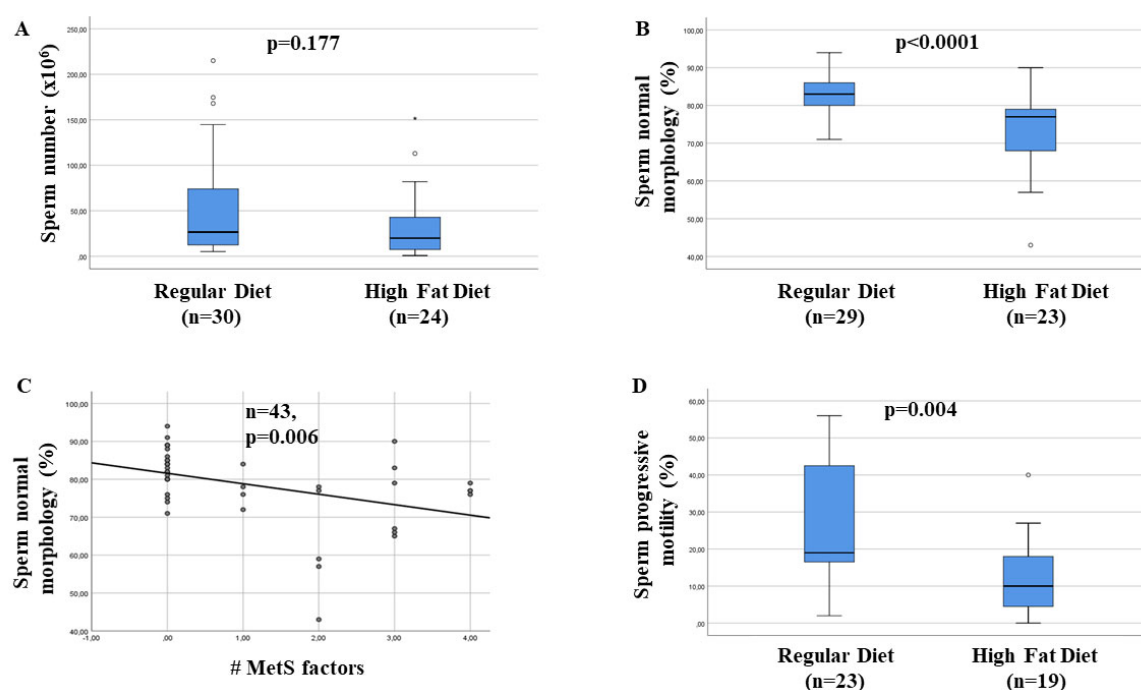 A
p=0.177
Sperm number (x10⁶)
250,00
200,00
150,00
100,00
50,00
,00
Regular Diet
(n=30)
High Fat Diet
(n=24)
B
p<0.0001
Sperm normal
morphology (%)
100,00
90,00
80,00
70,00
60,00
50,00
40,00
Regular Diet
(n=29)
High Fat Diet
(n=23)
C
n=43,
p=0.006
Sperm normal
morphology (%)
100,00
90,00
80,00
70,00
60,00
50,00
40,00
-1,00
,00
1,00
2,00
3,00
4,00
# MetS factors
D
p=0.004
Sperm progressive
motility (%)
60,00
50,00
40,00
30,00
20,00
10,00
,00
Regular Diet
(n=23)
High Fat Diet
(n=19)